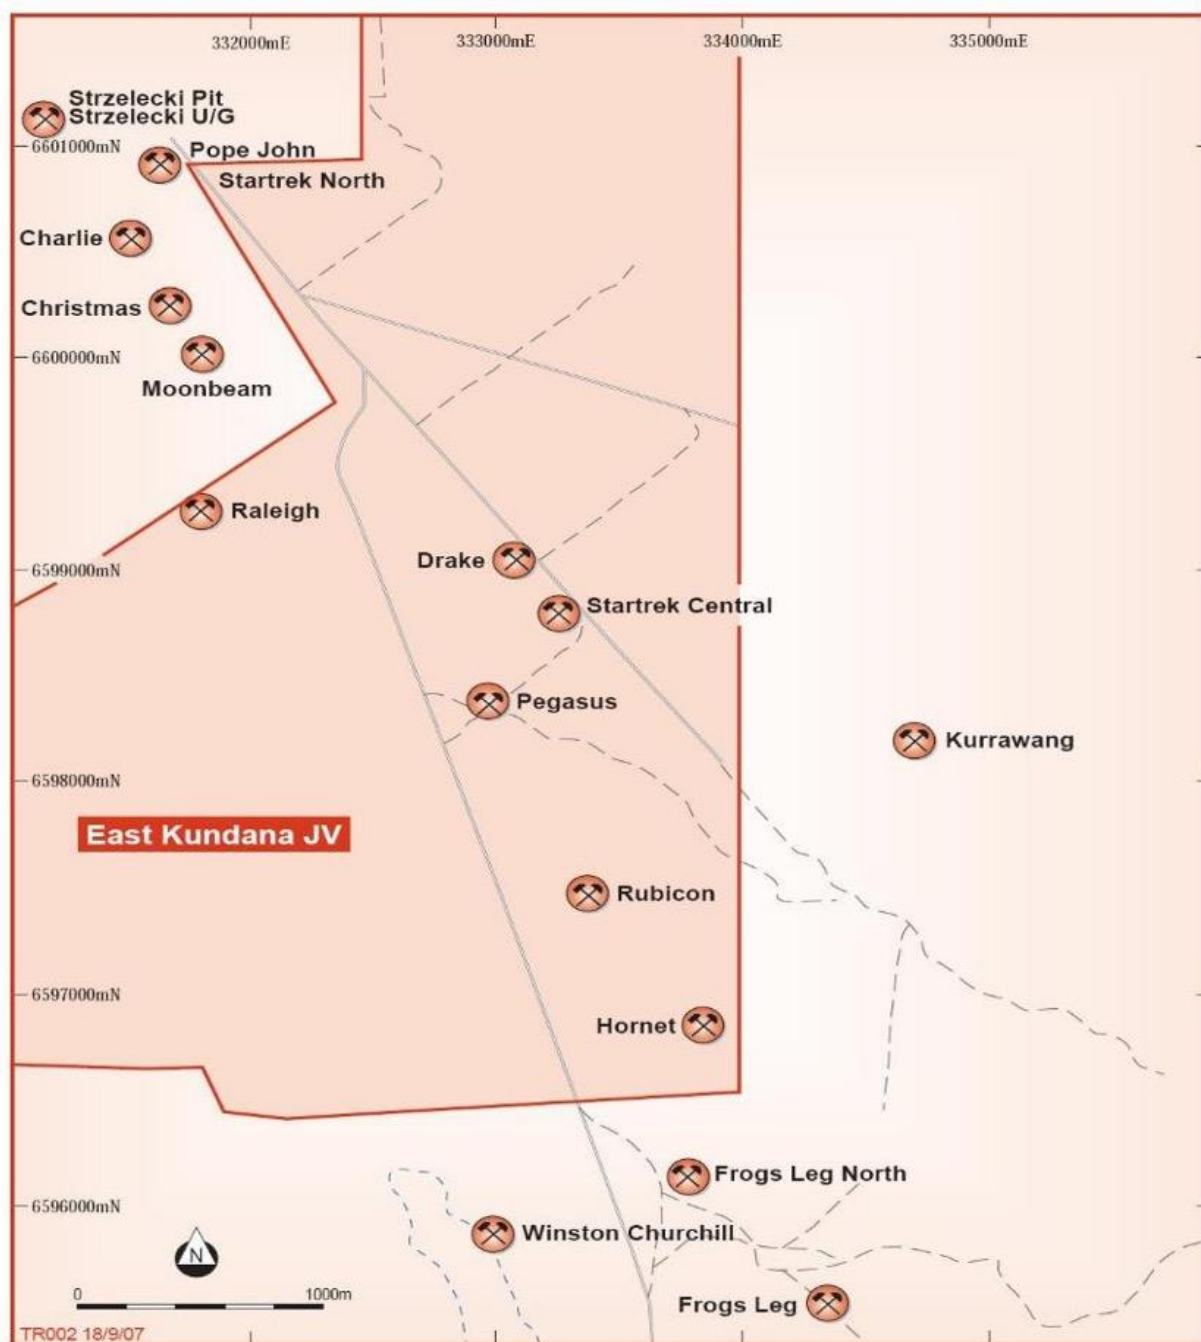 332000mE
333000mE
334000mE
335000mE
Strzelecki Pit
Strzelecki U/G
6601000mN
Pope John
Startrek North
Charlie
Christmas
6600000mN
Moonbeam
Raleigh
Drake
6599000mN
Startrek Central
Pegasus
Kurrawang
6598000mN
East Kundana JV
Rubicon
6597000mN
Hornet
Frogs Leg North
6596000mN
Winston Churchill
N
0 1000m
Frogs Leg
TR002 18/9/07